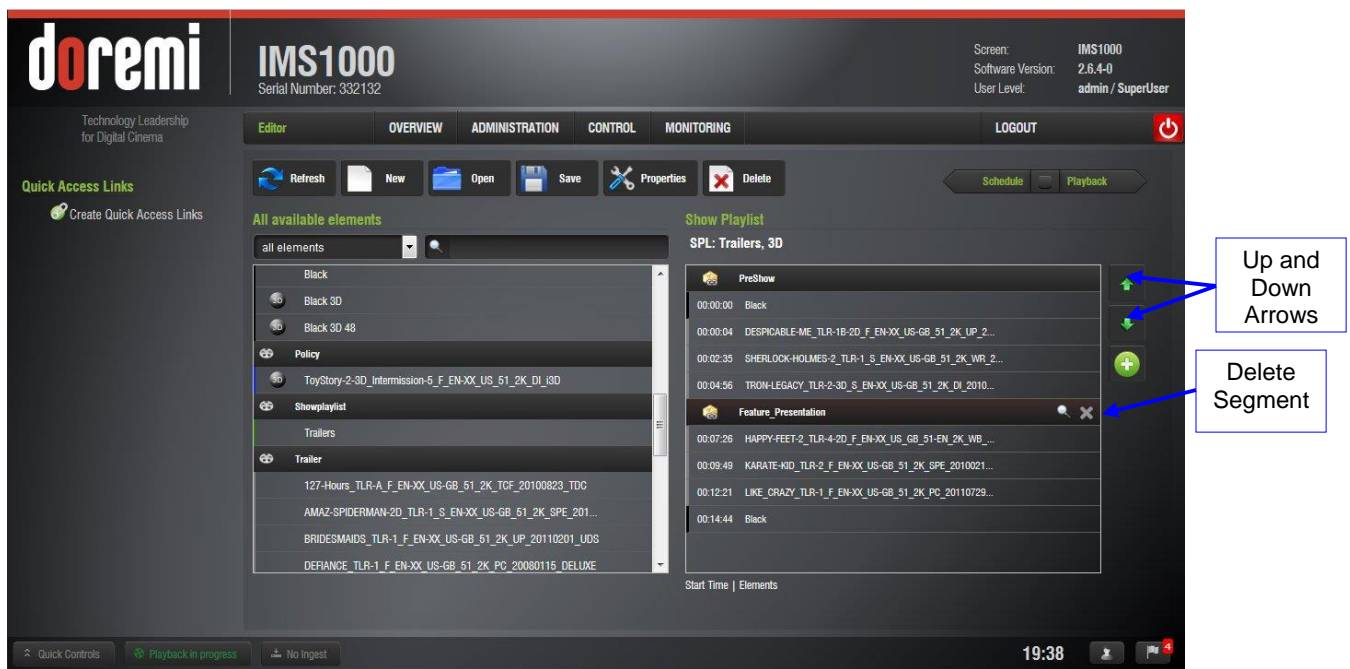 doremi
Technology Leadership
for Digital Cinema
IMS1000
Serial Number: 332132
Screen: IMS1000
Software Version: 2.6.4-0
User Level: admin / SuperUser
Editor OVERVIEW ADMINISTRATION CONTROL MONITORING LOGOUT
Quick Access Links
Create Quick Access Links
Refresh New Open Save Properties Delete
Schedule Playback
All available elements
all elements
Black
3D Black 3D
3D Black 3D 48
Policy
3D ToyStory-2-3D_Intermission-5_F_EN-XX_US_51_2K_DI_i3D
Showplaylist
Trailers
Trailer
127-Hours_TLR-A_F_EN-XX_US-GB_51_2K_TCF_20100823_TDC
AMAZ-SPIDERMAN-2D_TLR-1_S_EN-XX_US-GB_51_2K_SPE_201...
BRIDESMAIDS_TLR-1_F_EN-XX_US-GB_51_2K_UP_20110201_UDS
DEFIANCE_TLR-1_F_EN-XX_US-GB_51_2K_PC_20080115_DELUXE
Show Playlist
SPL: Trailers, 3D
PreShow
00:00:00 Black
00:00:04 DESPICABLE-ME_TLR-1B-2D_F_EN-XX_US-GB_51_2K_UP_2...
00:02:35 SHERLOCK-HOLMES-2_TLR-1_S_EN-XX_US-GB_51_2K_WR_2...
00:04:56 TRON-LEGACY_TLR-2-3D_S_EN-XX_US-GB_51_2K_DI_2010...
Feature_Presentation
00:07:26 HAPPY-FEET-2_TLR-4-2D_F_EN-XX_US_GB_51-EN_2K_WB_...
00:09:49 KARATE-KID_TLR-2_F_EN-XX_US-GB_51_2K_SPE_2010021...
00:12:21 LIKE_CRAZY_TLR-1_F_EN-XX_US-GB_51_2K_PC_20110729...
00:14:44 Black
Start Time | Elements
Up and
Down
Arrows
Delete
Segment
Quick Controls Playback in progress No Ingest 19:38 4